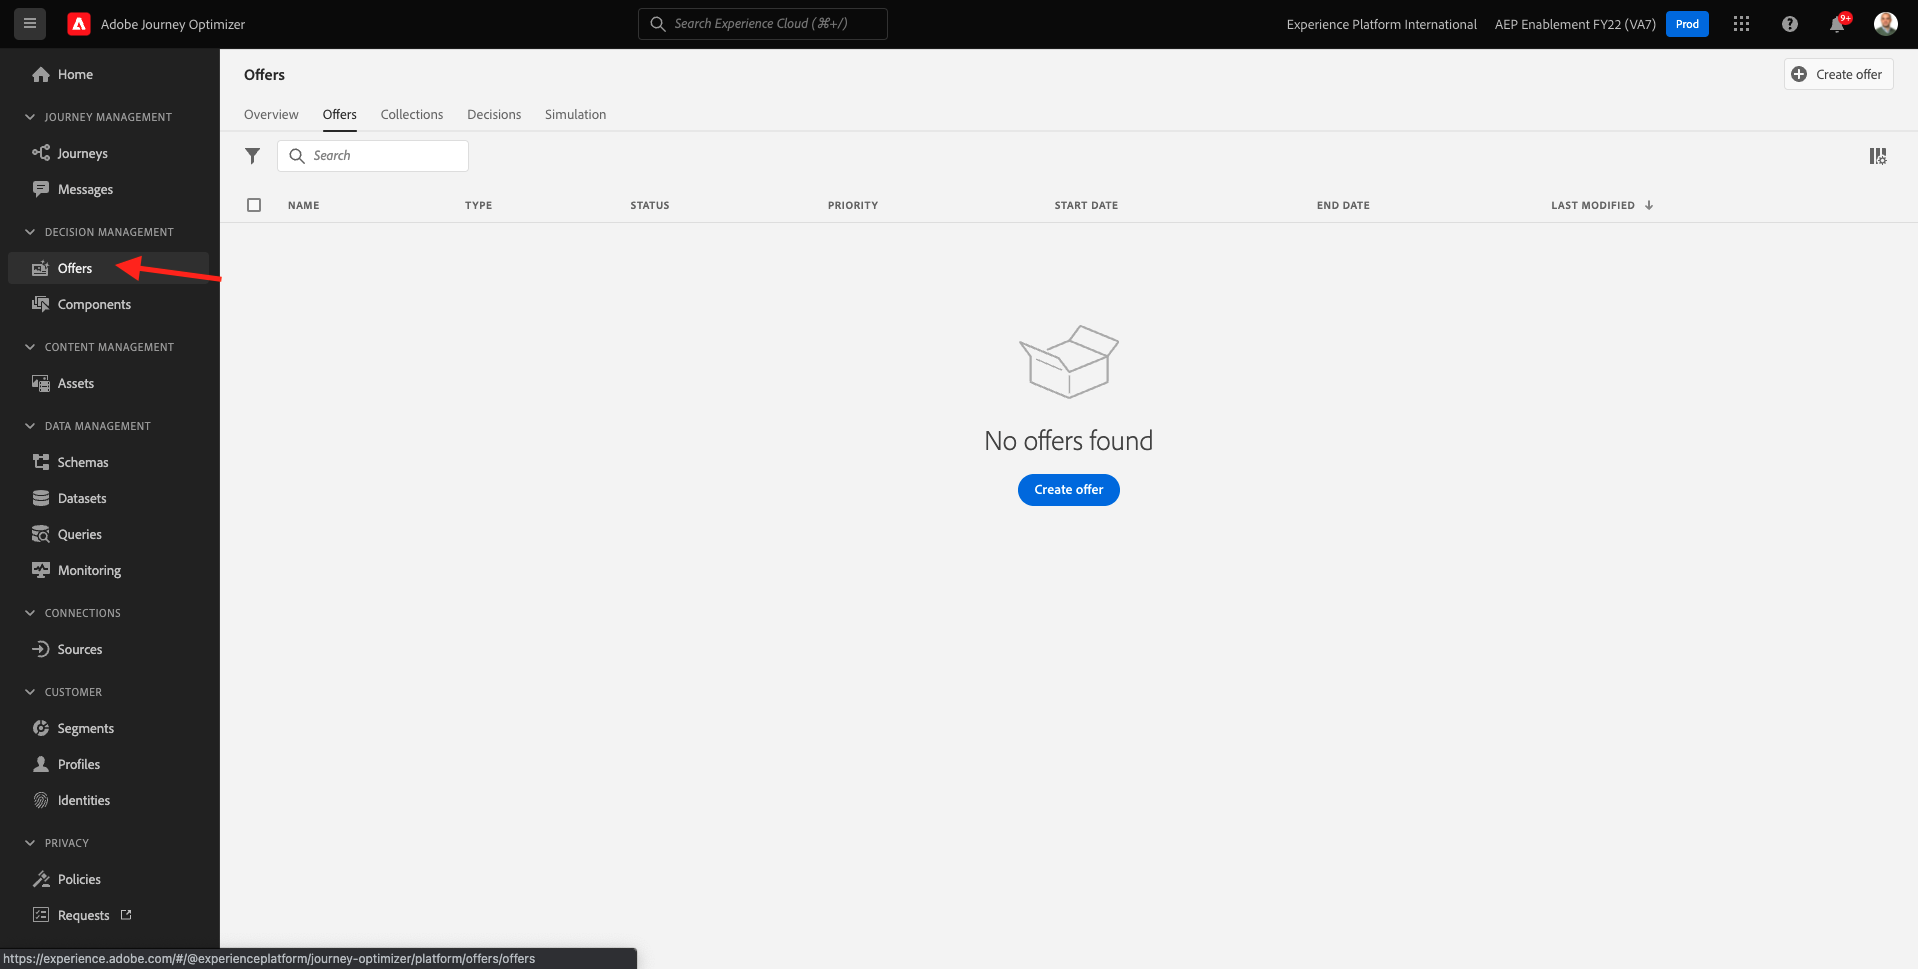 Adobe Journey Optimizer
Search Experience Cloud (⌘+/)
Experience Platform International
AEP Enablement FY22 (VA7)
Prod
9+
Home
JOURNEY MANAGEMENT
Journeys
Messages
DECISION MANAGEMENT
Offers
Components
CONTENT MANAGEMENT
Assets
DATA MANAGEMENT
Schemas
Datasets
Queries
Monitoring
CONNECTIONS
Sources
CUSTOMER
Segments
Profiles
Identities
PRIVACY
Policies
Requests
Offers
Create offer
Overview Offers Collections Decisions Simulation
Search
NAME TYPE STATUS PRIORITY START DATE END DATE LAST MODIFIED
No offers found
Create offer
https://experience.adobe.com/#/@experienceplatform/journey-optimizer/platform/offers/offers